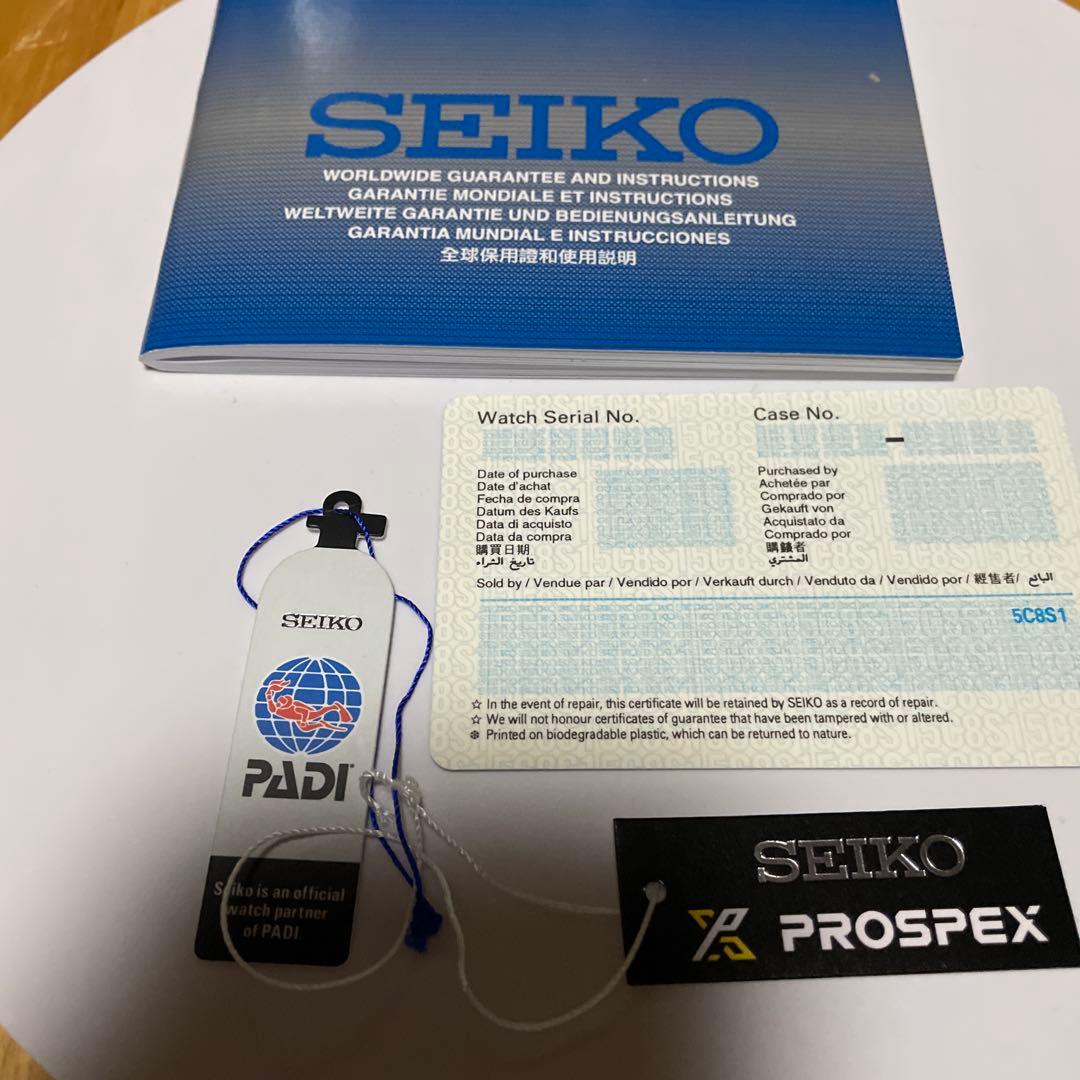 SEIKO
WORLDWIDE GUARANTEE AND INSTRUCTIONS
GARANTIE MONDIALE ET INSTRUCTIONS
WELTWEITE GARANTIE UND BEDIENUNGSANLEITUNG
GARANTIA MUNDIAL E INSTRUCCIONES
全球保用證和使用説明
Watch Serial No.
Case No.
–
Date of purchase
Date d'achat
Fecha de compra
Datum des Kaufs
Data di acquisto
Data da compra
購買日期
تاريخ الشراء
Purchased by
Achetée par
Comprado por
Gekauft von
Acquistato da
Comprado por
購錶者
المشتري
Sold by / Vendue par / Vendido por / Verkauft durch / Venduto da / Vendido por / 經售者/ البائع
5C8S1
☆ In the event of repair, this certificate will be retained by SEIKO as a record of repair.
☆ We will not honour certificates of guarantee that have been tampered with or altered.
❄ Printed on biodegradable plastic, which can be returned to nature.
SEIKO
PADI
Seiko is an official
watch partner
of PADI.
SEIKO
PROSPEX